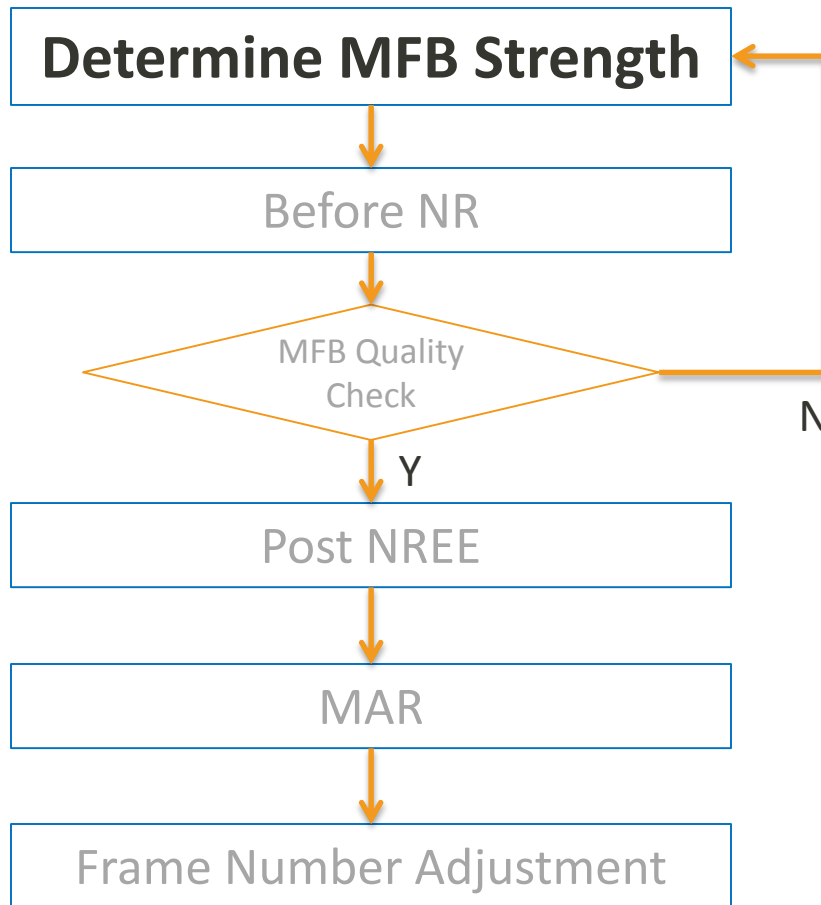 Determine MFB Strength
Before NR
MFB Quality
Check
N
Y
Post NREE
MAR
Frame Number Adjustment